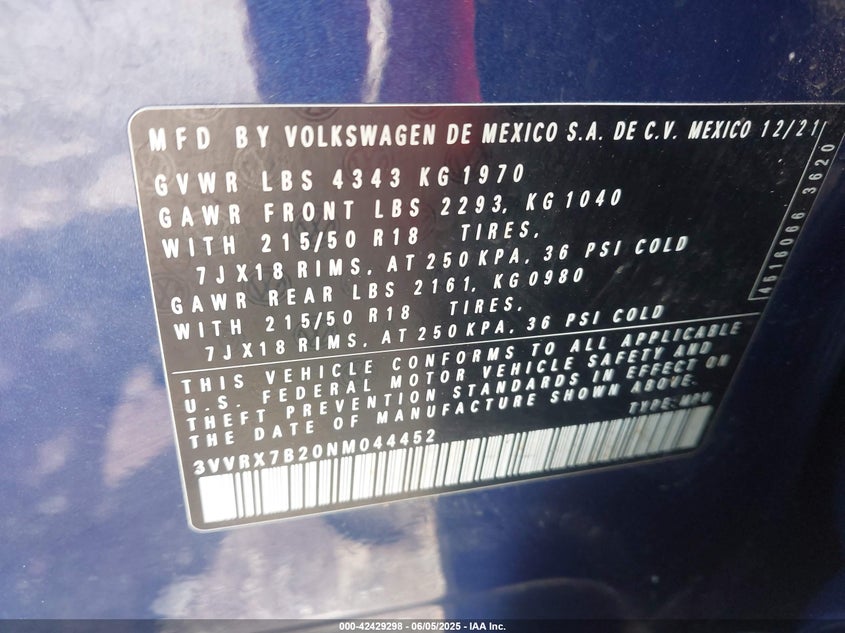 MFD BY VOLKSWAGEN DE MEXICO S.A. DE C.V. MEXICO 12/21
GVWR LBS 4343 KG 1970
GAWR FRONT LBS 2293, KG 1040
WITH 215/50 R18 TIRES,
7JX18 RIMS, AT 250 KPA, 36 PSI COLD
GAWR REAR LBS 2161, KG 0980
WITH 215/50 R18 TIRES,
7JX18 RIMS, AT 250 KPA, 36 PSI COLD
THIS VEHICLE CONFORMS TO ALL APPLICABLE
U.S. FEDERAL MOTOR VEHICLE SAFETY AND
THEFT PREVENTION STANDARDS IN EFFECT ON
THE DATE OF MANUFACTURE SHOWN ABOVE.
TYPE: MPV
3VVRX7B20NM044452
4616066 3620
000-42429298 - 06/05/2025 - IAA Inc.